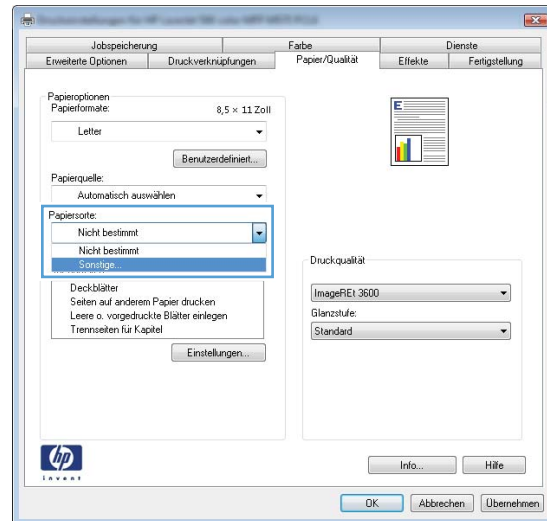 Jobspeicherung Farbe Dienste
Erweiterte Optionen Druckverknüpfungen Papier/Qualität Effekte Fertigstellung
Papieroptionen
Papierformate: 8,5 × 11 Zoll
Letter
Benutzerdefiniert...
Papierquelle:
Automatisch auswählen
Papiersorte:
Nicht bestimmt
Nicht bestimmt
Sonstige...
Deckblätter
Seiten auf anderem Papier drucken
Leere o. vorgedruckte Blätter einlegen
Trennseiten für Kapitel
Einstellungen...
E
Druckqualität
ImageREt 3600
Glanzstufe:
Standard
hp
invent
Info... Hilfe
OK Abbrechen Übernehmen